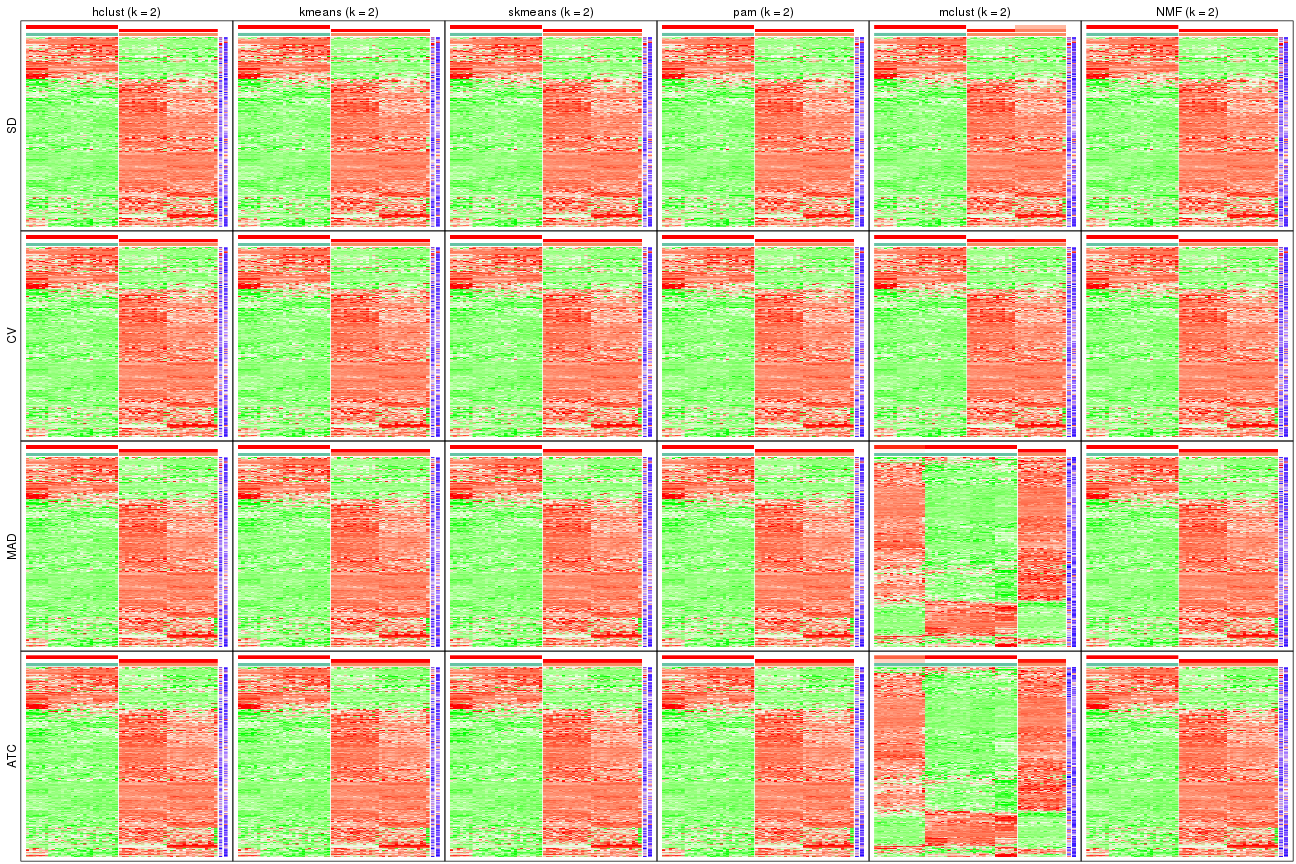 hclust (k = 2) kmeans (k = 2) skmeans (k = 2) pam (k = 2) mclust (k = 2) NMF (k = 2)
SD
CV
MAD
ATC